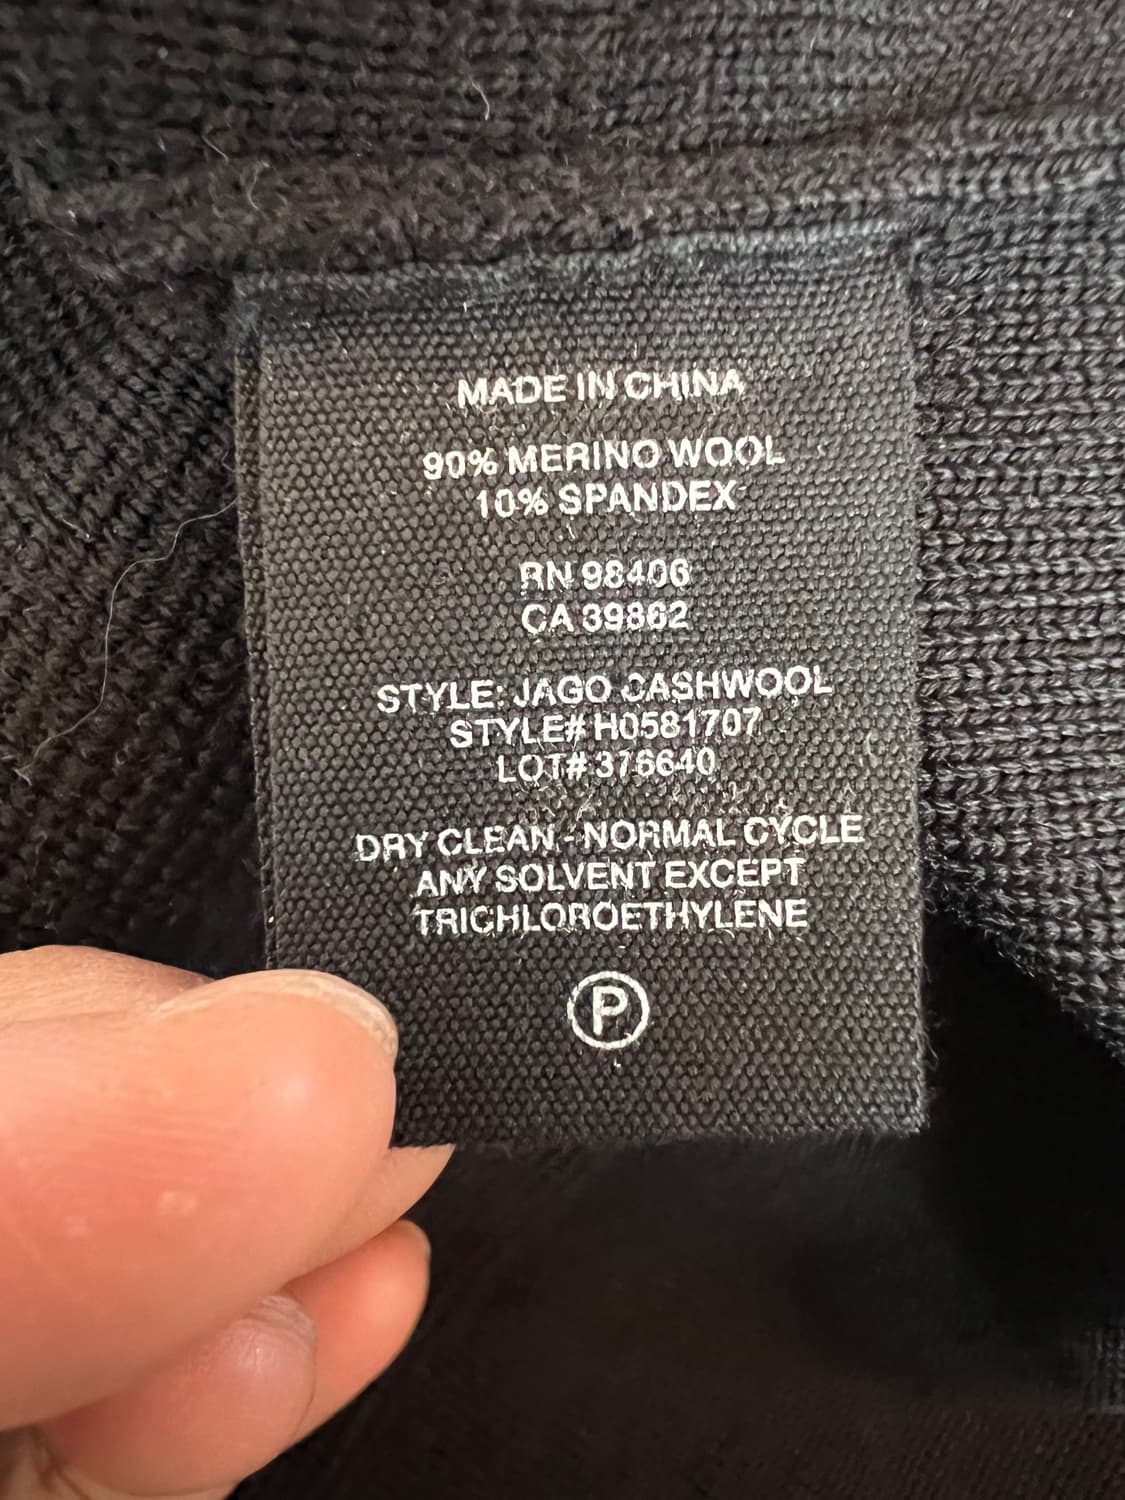 MADE IN CHINA
90% MERINO WOOL
10% SPANDEX
RN 98406
CA 39862
STYLE: JAGO CASHWOOL
STYLE# H0581707
LOT# 376640
DRY CLEAN - NORMAL CYCLE
ANY SOLVENT EXCEPT
TRICHLOROETHYLENE
P